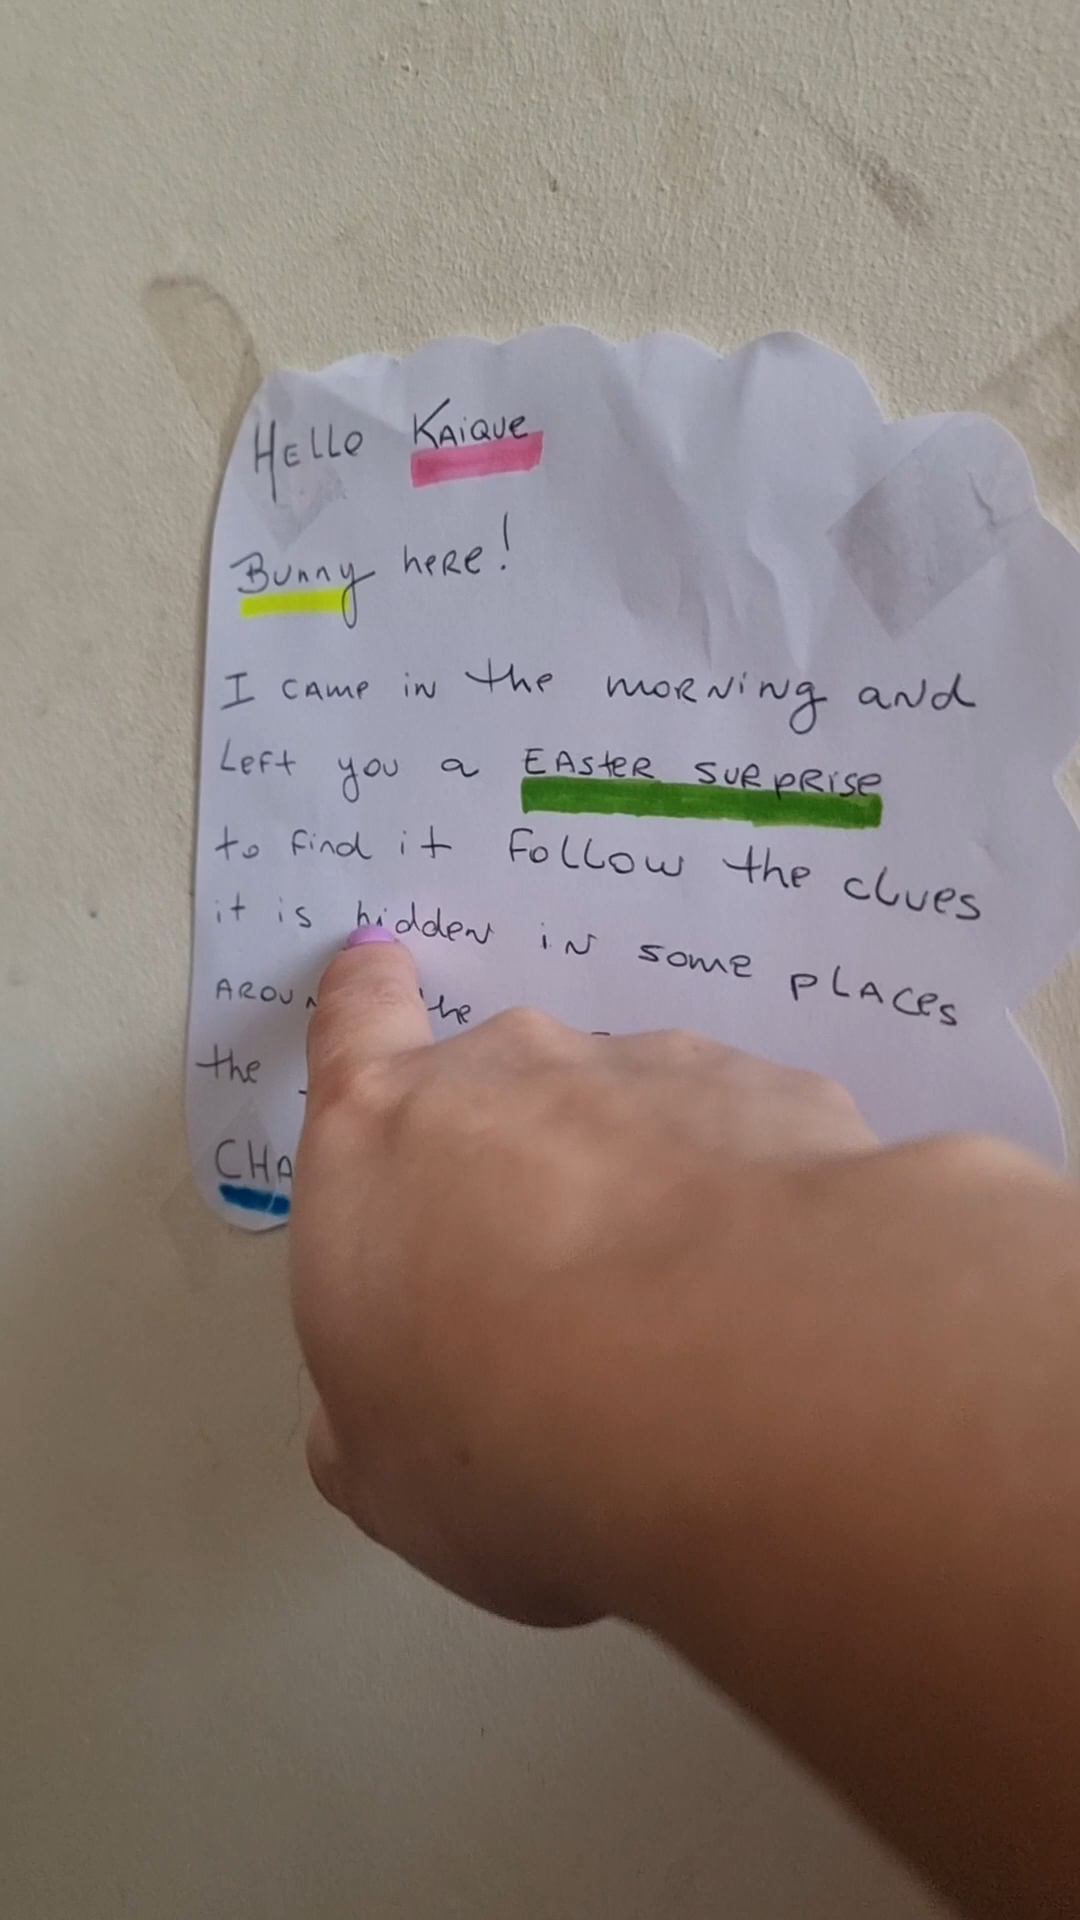 HELLO KAiQUE
Bunny heRE!
I CAME iN the moRNiNg aNd
Left you a EAStER SURPRiSE
to find it FoLLow the clues
it is hidden iN some pLACes
the
the